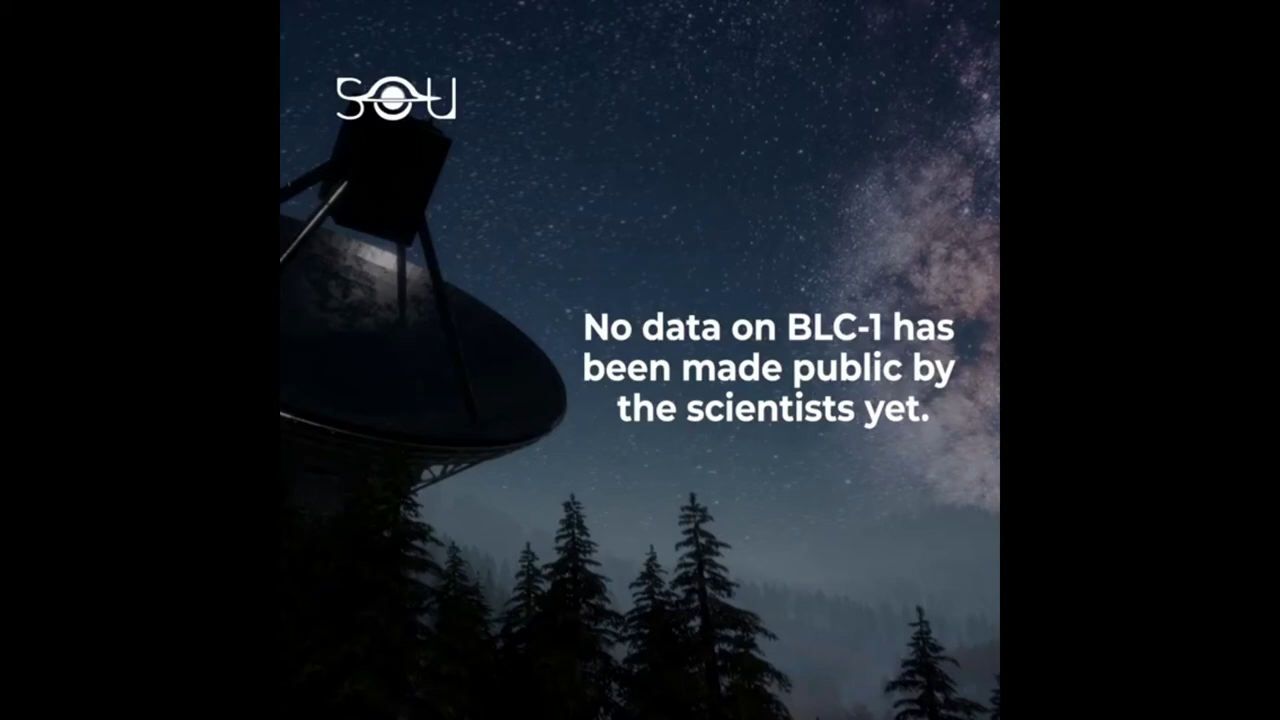 SOU
No data on BLC-1 has
been made public by
the scientists yet.